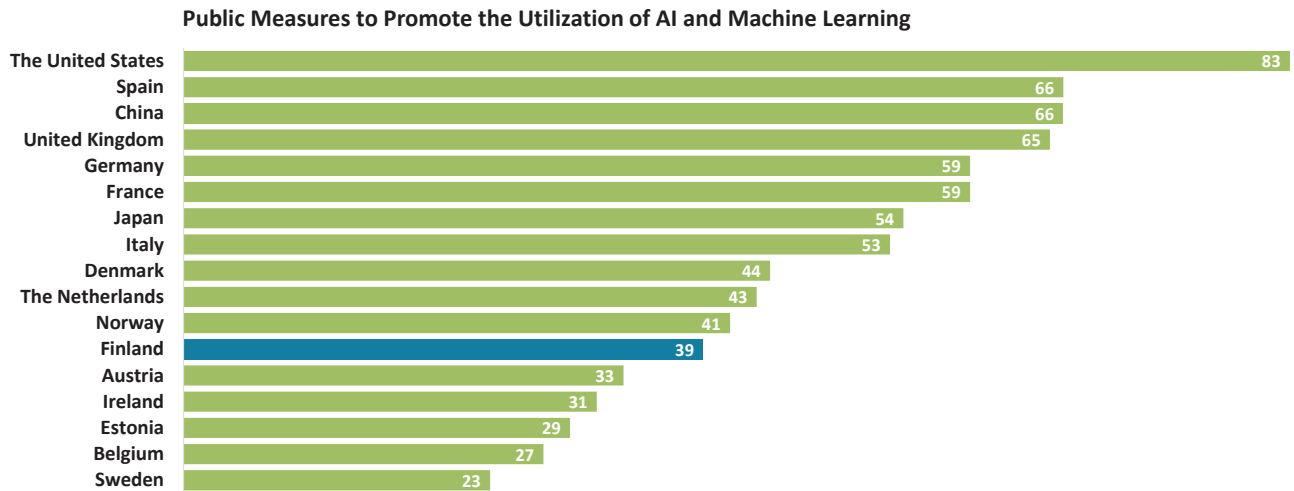 Public Measures to Promote the Utilization of AI and Machine Learning
The United States 83
Spain 66
China 66
United Kingdom 65
Germany 59
France 59
Japan 54
Italy 53
Denmark 44
The Netherlands 43
Norway 41
Finland 39
Austria 33
Ireland 31
Estonia 29
Belgium 27
Sweden 23